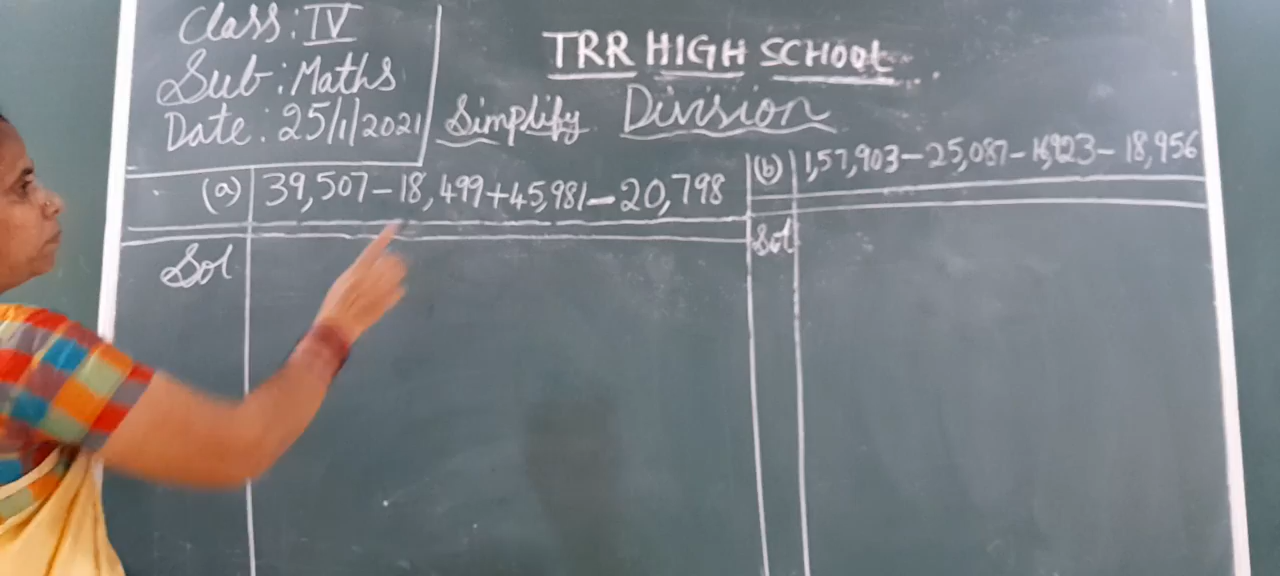 Class: IV
Sub: Maths
Date: 25/1/2021
TRR HIGH SCHOOL
Simplify Division
(a) 39,507-18,499+45,981-20,798
Sol
(b) 1,57,903-25,087-16,923-18,956
Sol